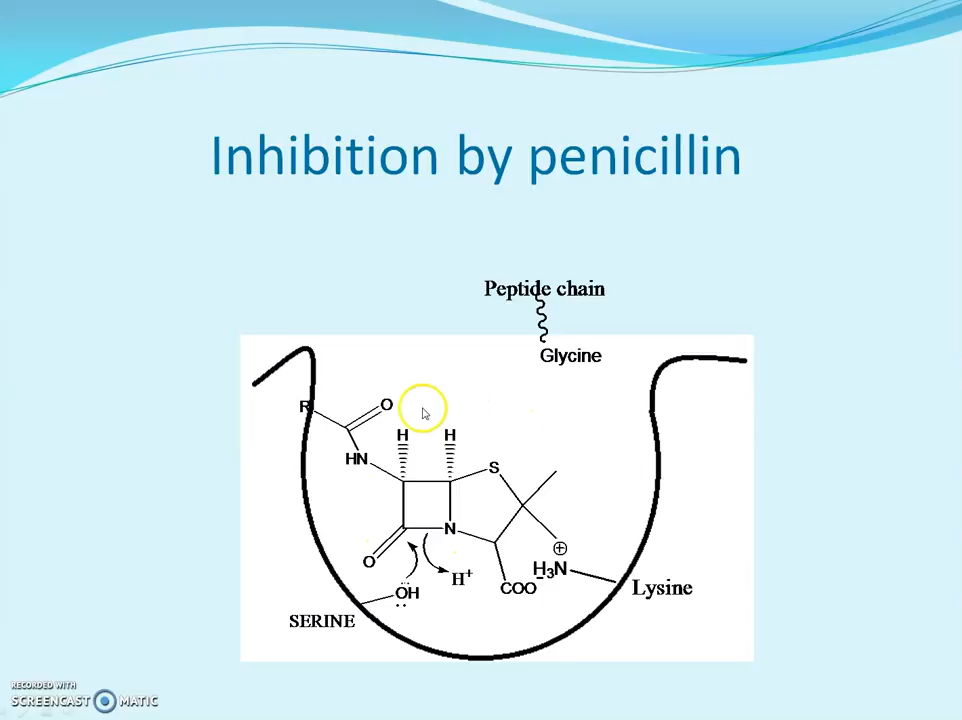 Inhibition by penicillin
Peptide chain
Glycine
R
O
H H
HN
S
N
O
H+
⊕
H3N
COO-
OH
Lysine
SERINE
RECORDED WITH
SCREENCAST MATIC